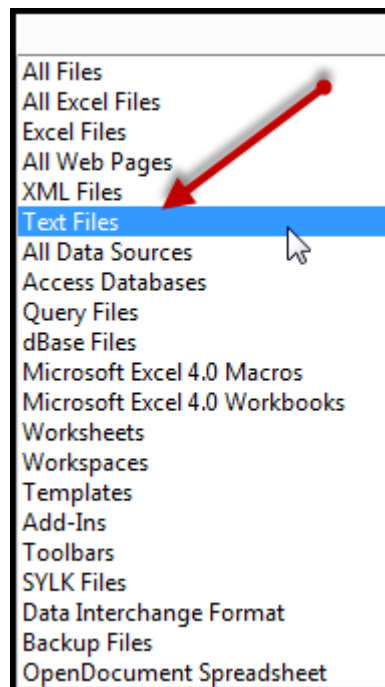 All Files
All Excel Files
Excel Files
All Web Pages
XML Files
Text Files
All Data Sources
Access Databases
Query Files
dBase Files
Microsoft Excel 4.0 Macros
Microsoft Excel 4.0 Workbooks
Worksheets
Workspaces
Templates
Add-Ins
Toolbars
SYLK Files
Data Interchange Format
Backup Files
OpenDocument Spreadsheet